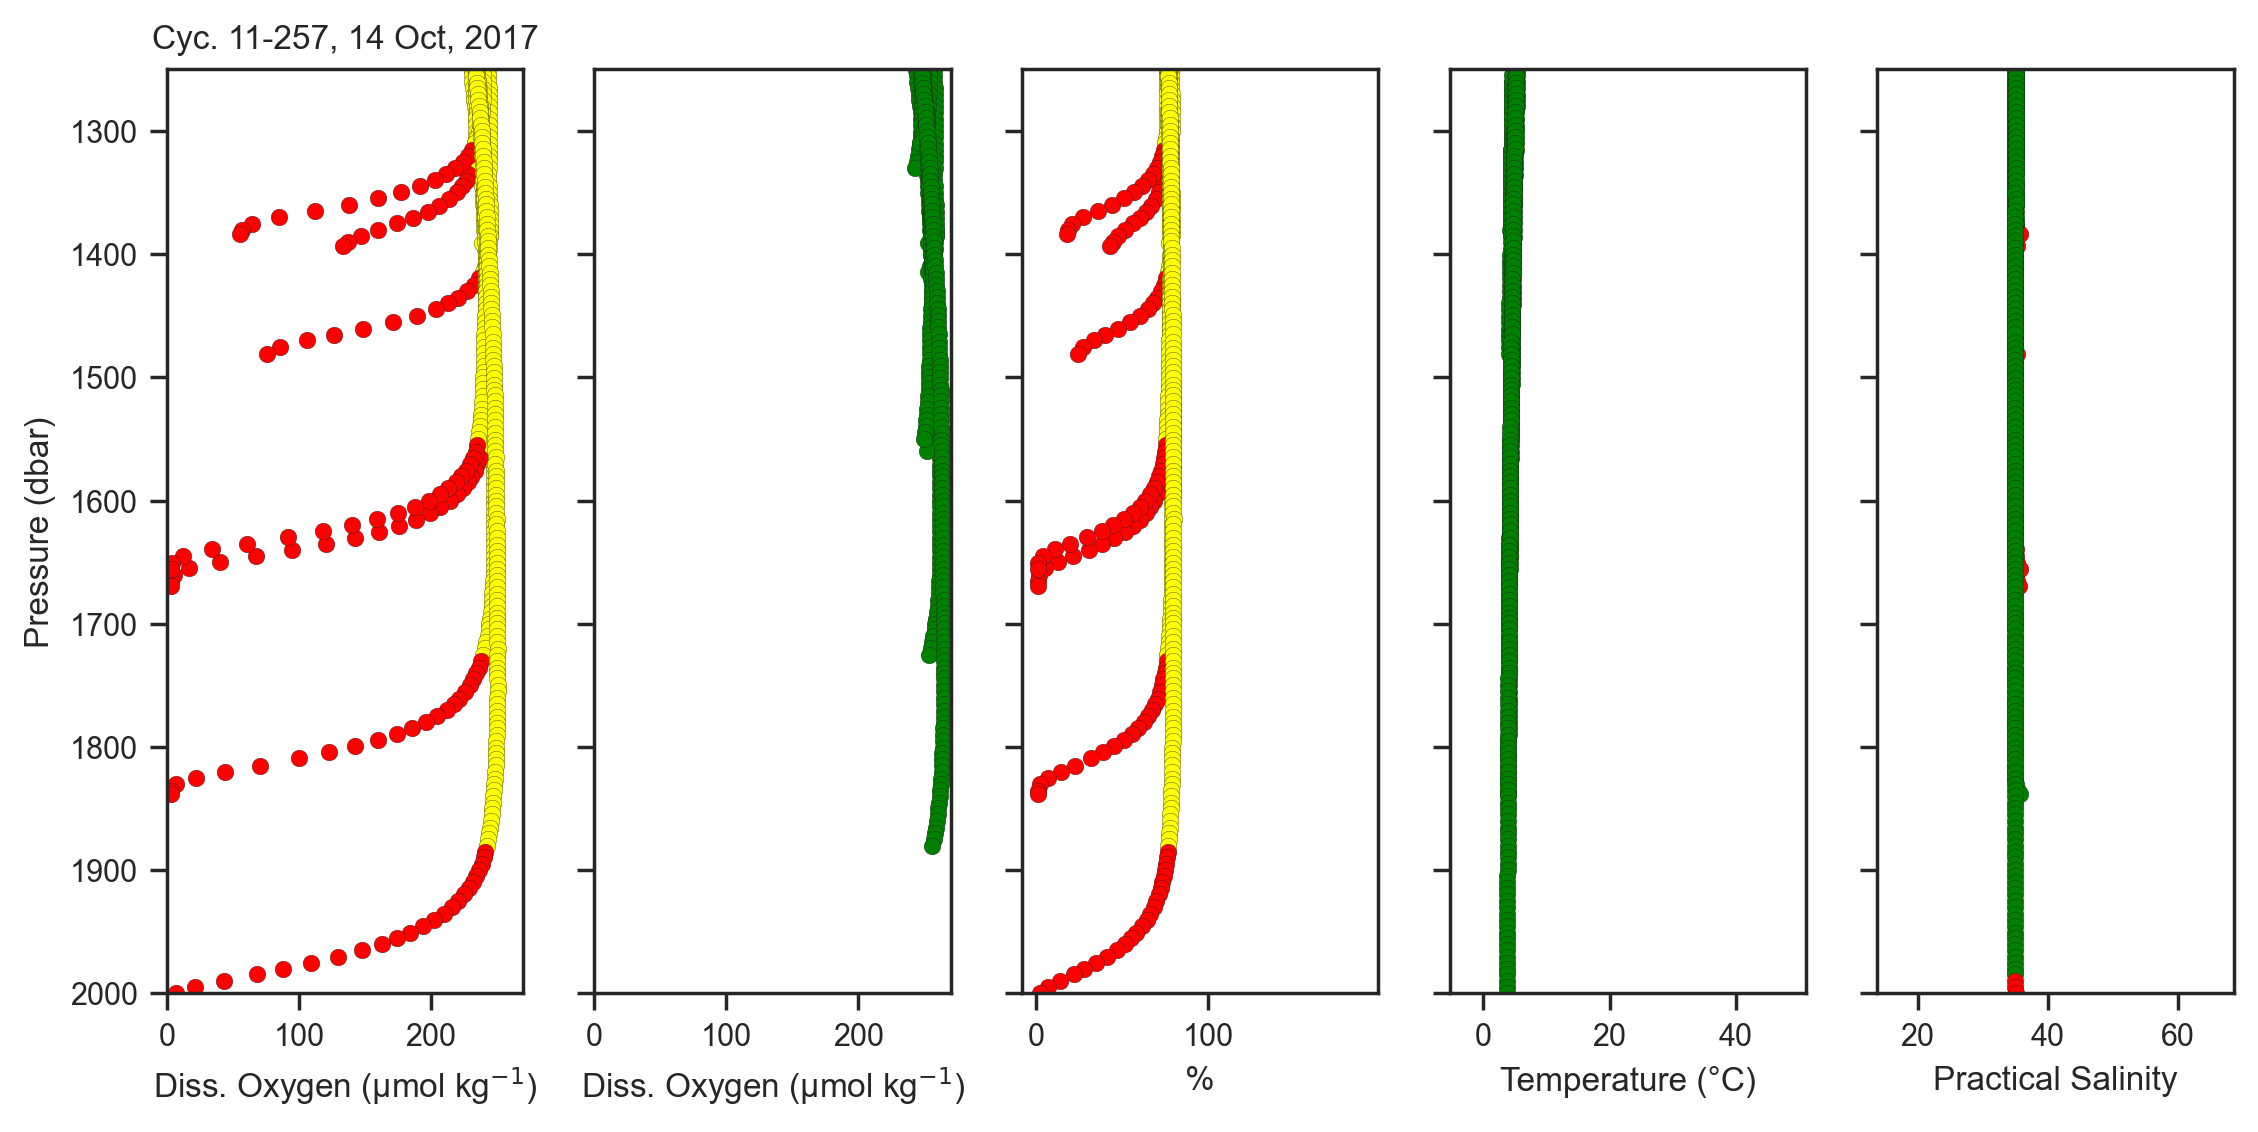 Cyc. 11-257, 14 Oct, 2017
Pressure (dbar)
1300
1400
1500
1600
1700
1800
1900
2000
0 100 200
0 100 200
0 100
0 20 40
20 40 60
Diss. Oxygen (µmol kg⁻¹)
Diss. Oxygen (µmol kg⁻¹)
%
Temperature (°C)
Practical Salinity